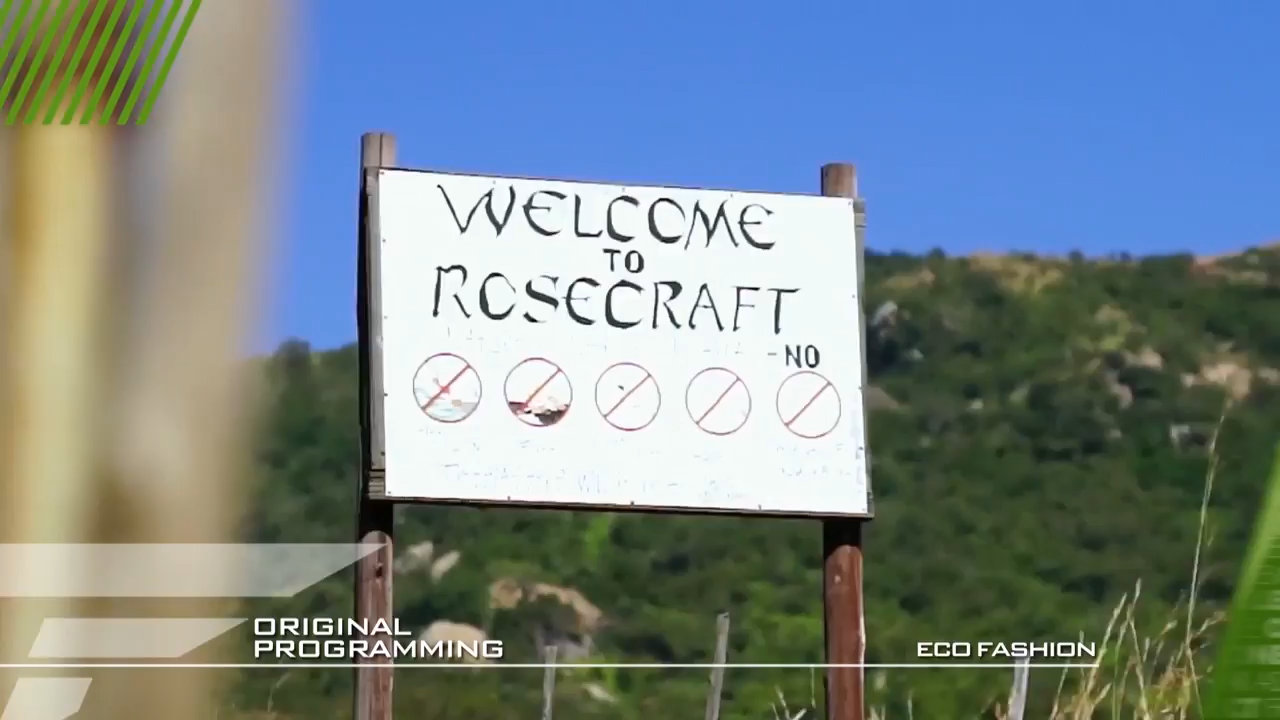 WELCOME
TO
ROSECRAFT
-NO
ORIGINAL
PROGRAMMING
ECO FASHION